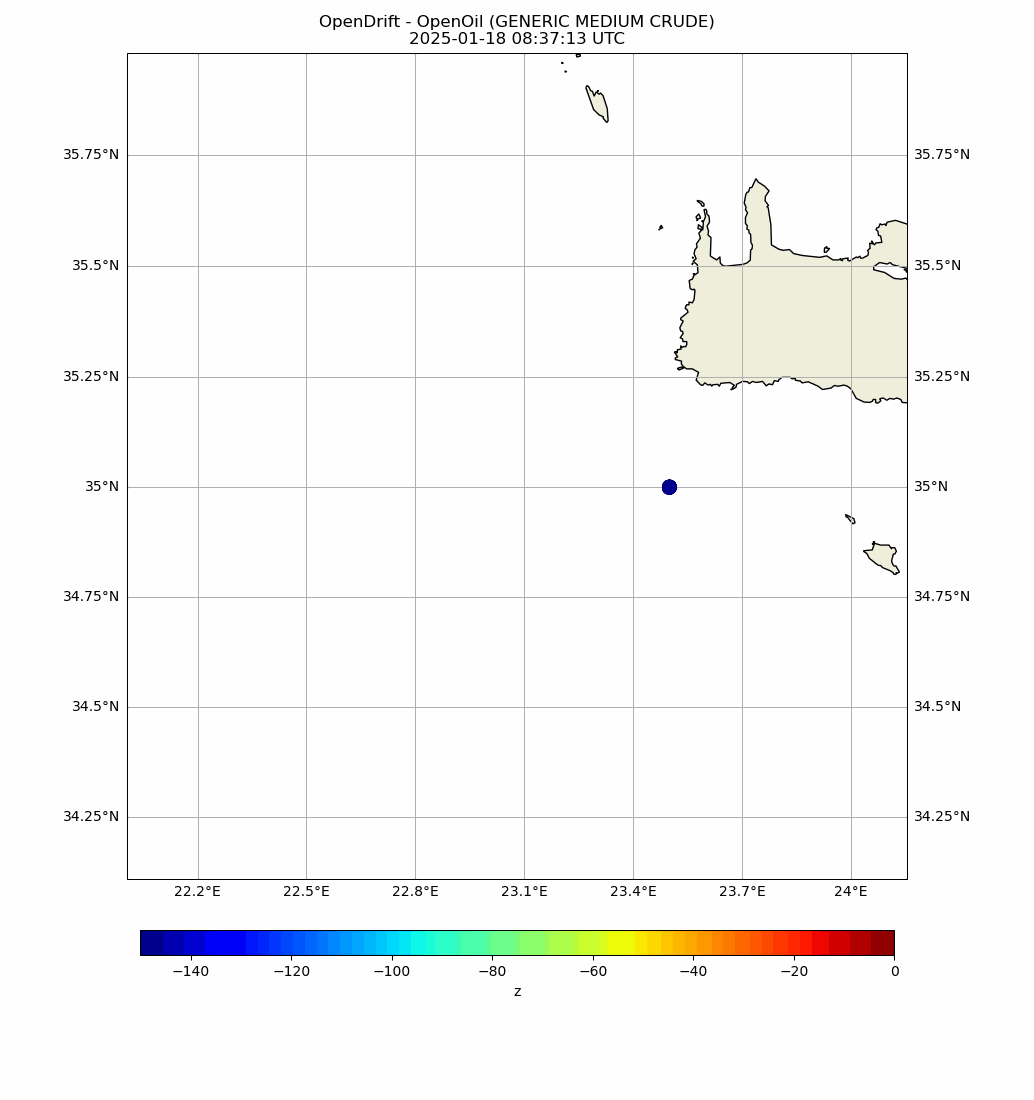 OpenDrift - OpenOil (GENERIC MEDIUM CRUDE)
2025-01-18 08:37:13 UTC
35.75°N 35.75°N
35.5°N 35.5°N
35.25°N 35.25°N
35°N 35°N
34.75°N 34.75°N
34.5°N 34.5°N
34.25°N 34.25°N
22.2°E 22.5°E 22.8°E 23.1°E 23.4°E 23.7°E 24°E
−140 −120 −100 −80 −60 −40 −20 0
z